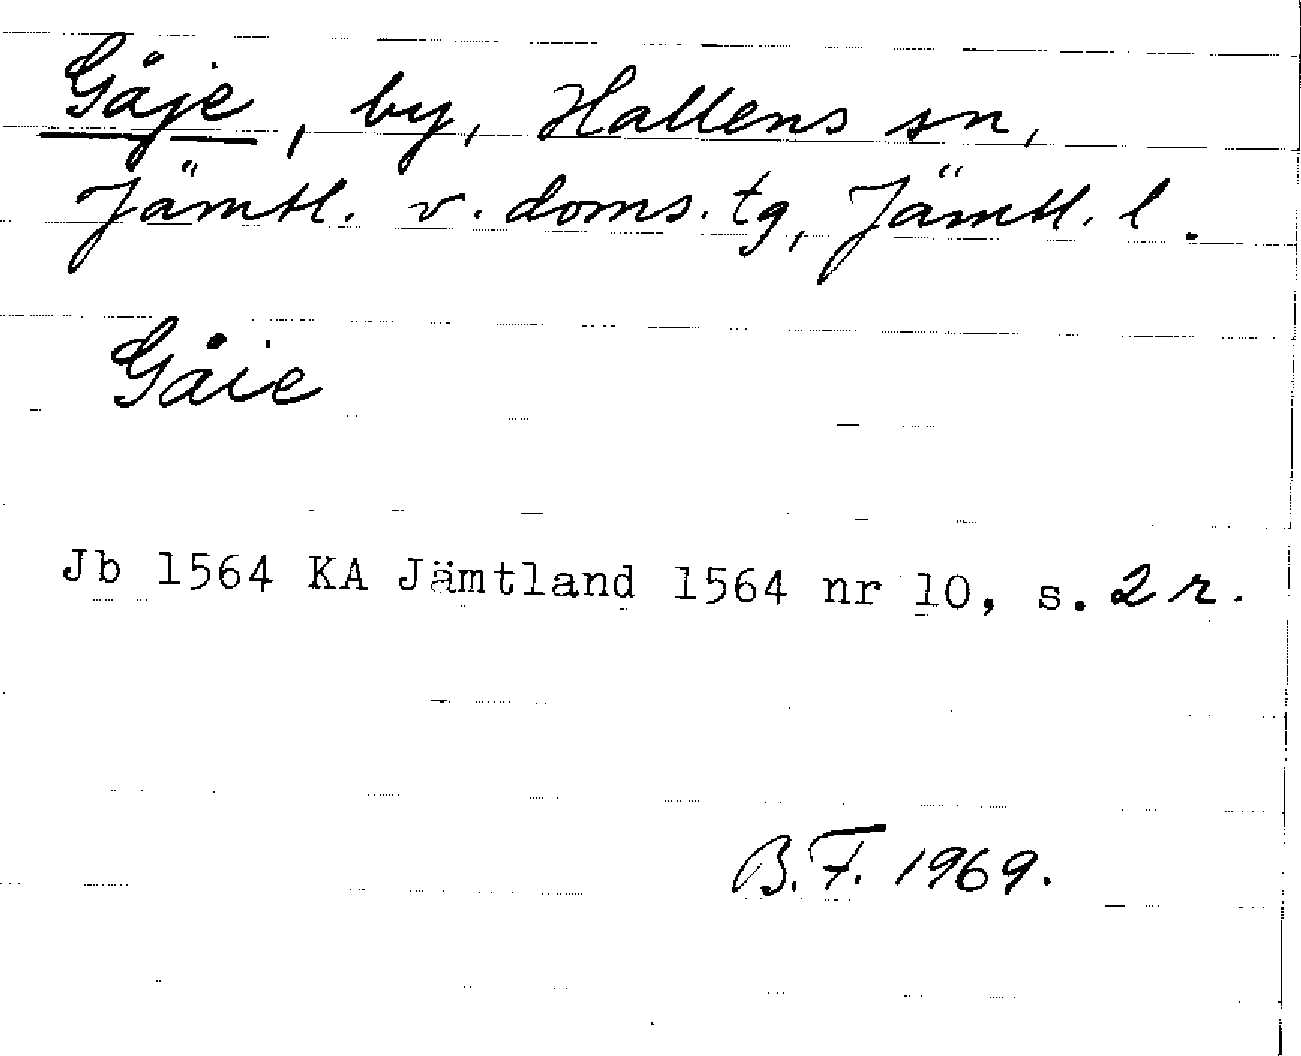 Gåje, by, Hallens sn,
Jämtl. v. doms. tg, Jämtl. l.
Gåie
Jb 1564 KA Jämtland 1564 nr 10, s. 2 r.
B.F. 1969.